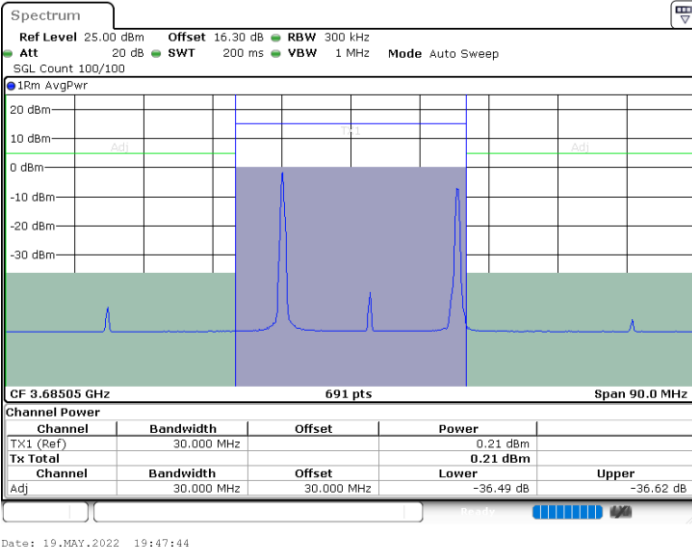 Spectrum
Ref Level 25.00 dBm Offset 16.30 dB RBW 300 kHz
Att 20 dB SWT 200 ms VBW 1 MHz Mode Auto Sweep
SGL Count 100/100
1Rm AvgPwr
20 dBm
TX1
10 dBm
Adj Adj
0 dBm
-10 dBm
-20 dBm
-30 dBm
CF 3.68505 GHz 691 pts Span 90.0 MHz
Channel Power
Channel Bandwidth Offset Power
TX1 (Ref) 30.000 MHz 0.21 dBm
Tx Total 0.21 dBm
Channel Bandwidth Offset Lower Upper
Adj 30.000 MHz 30.000 MHz -36.49 dB -36.62 dB
Ready
Date: 19.MAY.2022 19:47:44